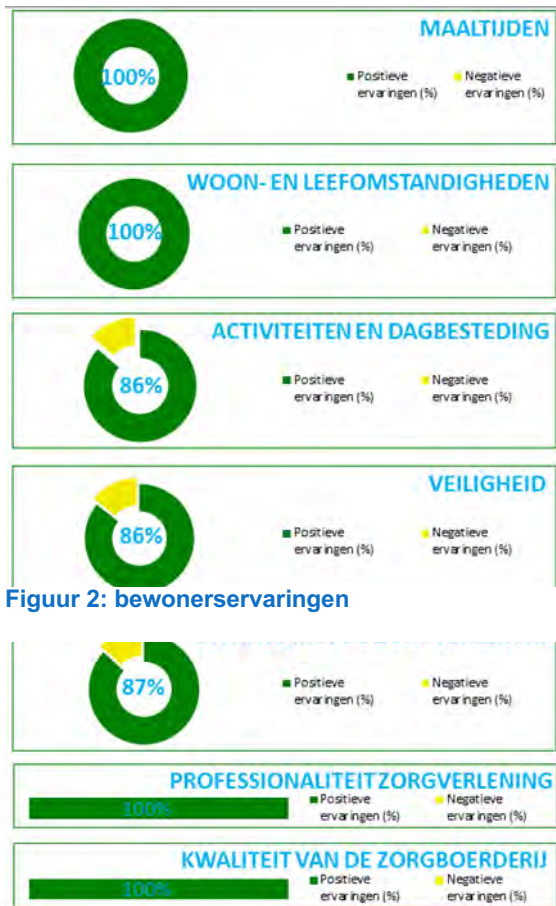 MAALTIJDEN
100%
Positieve ervaringen (%)
Negatieve ervaringen (%)
WOON- EN LEEFOMSTANDIGHEDEN
100%
Positieve ervaringen (%)
Negatieve ervaringen (%)
ACTIVITEITEN EN DAGBESTEDING
86%
Positieve ervaringen (%)
Negatieve ervaringen (%)
VEILIGHEID
86%
Positieve ervaringen (%)
Negatieve ervaringen (%)
Figuur 2: bewonerservaringen
87%
Positieve ervaringen (%)
Negatieve ervaringen (%)
PROFESSIONALITEIT ZORGVERLENING
100%
Positieve ervaringen (%)
Negatieve ervaringen (%)
KWALITEIT VAN DE ZORGBOERDERIJ
100%
Positieve ervaringen (%)
Negatieve ervaringen (%)